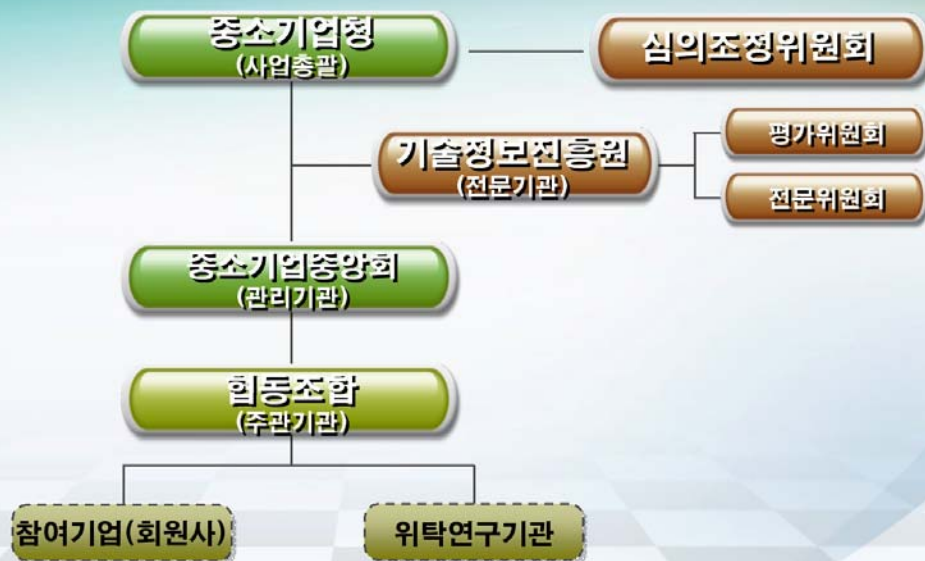 중소기업청
(사업총괄)
심의조정위원회
기술정보진흥원
(전문기관)
평가위원회
전문위원회
중소기업중앙회
(관리기관)
협동조합
(주관기관)
참여기업(회원사)
위탁연구기관